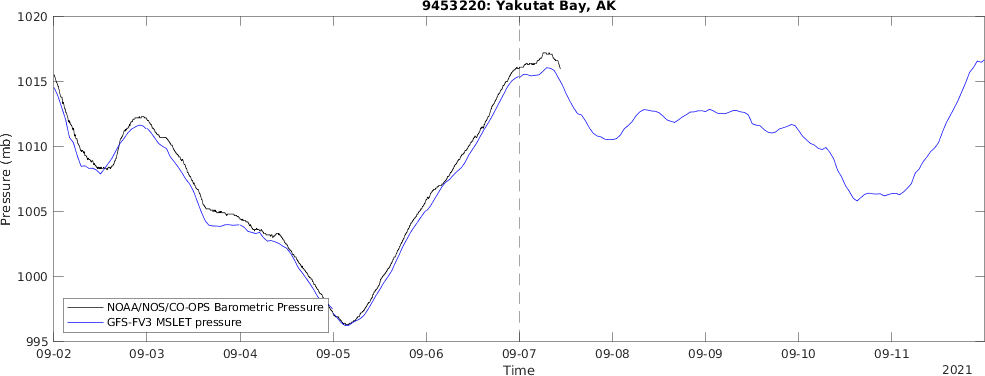 9453220: Yakutat Bay, AK
1020
1015
1010
1005
1000
995
Pressure (mb)
NOAA/NOS/CO-OPS Barometric Pressure
GFS-FV3 MSLET pressure
09-02 09-03 09-04 09-05 09-06 09-07 09-08 09-09 09-10 09-11
Time
2021